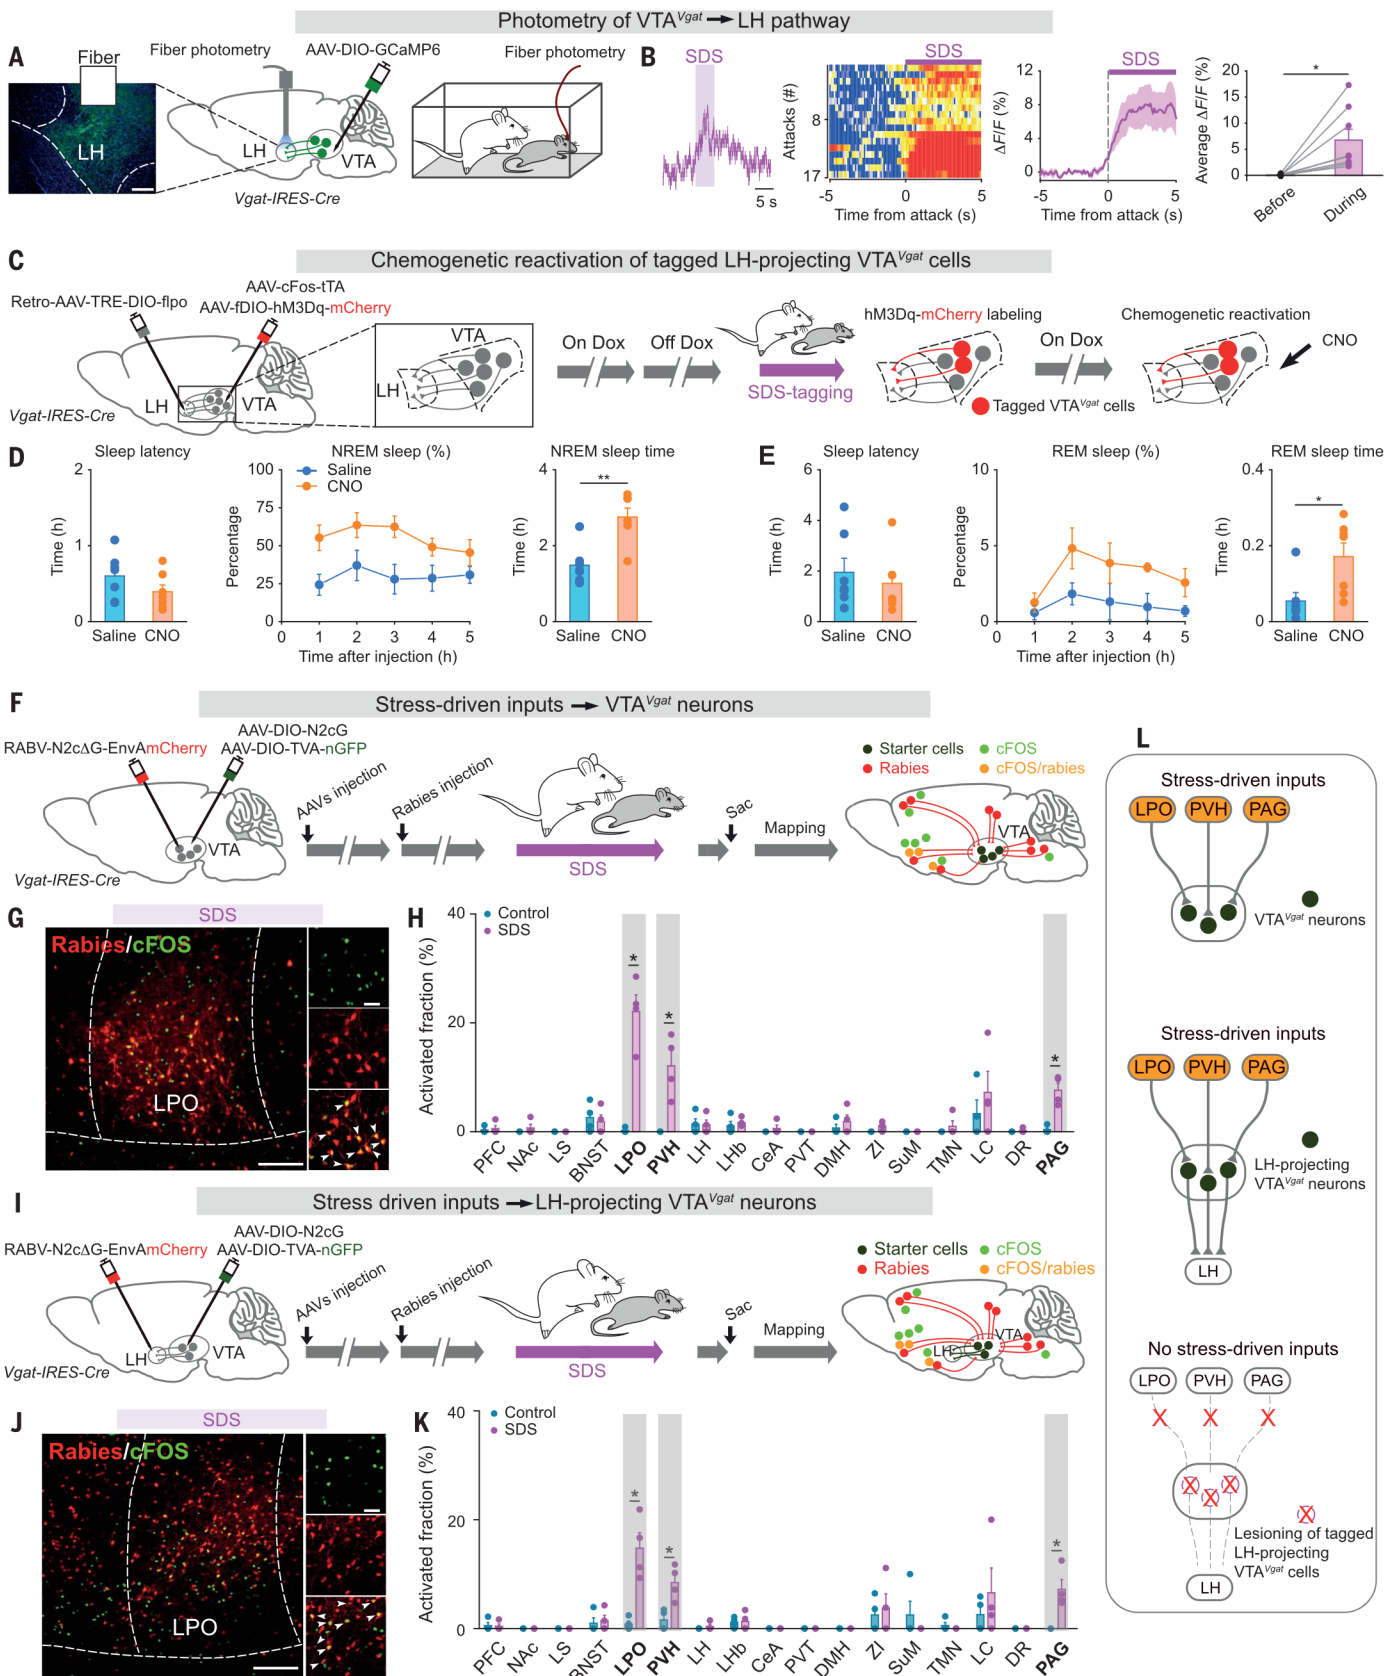 Photometry of VTA^Vgat → LH pathway
A
Fiber
Fiber photometry
AAV-DIO-GCaMP6
Fiber photometry
LH
LH
VTA
Vgat-IRES-Cre
B
SDS
5 s
SDS
Attacks (#)
8
17
-5
0
5
Time from attack (s)
SDS
ΔF/F (%)
12
8
4
0
-5
0
5
Time from attack (s)
Average ΔF/F (%)
20
15
10
5
0
*
Before
During
C
Chemogenetic reactivation of tagged LH-projecting VTA^Vgat cells
Retro-AAV-TRE-DIO-flpo
AAV-cFos-tTA
AAV-fDIO-hM3Dq-mCherry
LH
VTA
Vgat-IRES-Cre
VTA
LH
On Dox
Off Dox
SDS-tagging
hM3Dq-mCherry labeling
Tagged VTA^Vgat cells
On Dox
Chemogenetic reactivation
CNO
D
Sleep latency
Time (h)
2
1
0
Saline
CNO
NREM sleep (%)
Saline
CNO
Percentage
100
75
50
25
0
0
1
2
3
4
5
Time after injection (h)
NREM sleep time
Time (h)
4
2
0
**
Saline
CNO
E
Sleep latency
Time (h)
6
4
2
0
Saline
CNO
REM sleep (%)
Percentage
10
5
0
0
1
2
3
4
5
Time after injection (h)
REM sleep time
Time (h)
0.4
0.2
0
*
Saline
CNO
F
Stress-driven inputs → VTA^Vgat neurons
RABV-N2cΔG-EnvAmCherry
AAV-DIO-N2cG
AAV-DIO-TVA-nGFP
VTA
Vgat-IRES-Cre
AAVs injection
Rabies injection
SDS
Sac
Mapping
Starter cells
cFOS
Rabies
cFOS/rabies
VTA
G
SDS
Rabies/cFOS
LPO
H
Control
SDS
Activated fraction (%)
40
20
0
*
*
*
PFC
NAc
LS
BNST
LPO
PVH
LH
LHb
CeA
PVT
DMH
ZI
SuM
TMN
LC
DR
PAG
I
Stress driven inputs → LH-projecting VTA^Vgat neurons
RABV-N2cΔG-EnvAmCherry
AAV-DIO-N2cG
AAV-DIO-TVA-nGFP
LH
VTA
Vgat-IRES-Cre
AAVs injection
Rabies injection
SDS
Sac
Mapping
Starter cells
cFOS
Rabies
cFOS/rabies
VTA
LH
J
SDS
Rabies/cFOS
LPO
K
Control
SDS
Activated fraction (%)
40
20
0
*
*
*
PFC
NAc
LS
BNST
LPO
PVH
LH
LHb
CeA
PVT
DMH
ZI
SuM
TMN
LC
DR
PAG
L
Stress-driven inputs
LPO
PVH
PAG
VTA^Vgat neurons
Stress-driven inputs
LPO
PVH
PAG
LH-projecting
VTA^Vgat neurons
LH
No stress-driven inputs
LPO
PVH
PAG
X
X
X
X
X
X
X
Lesioning of tagged
LH-projecting
VTA^Vgat cells
LH